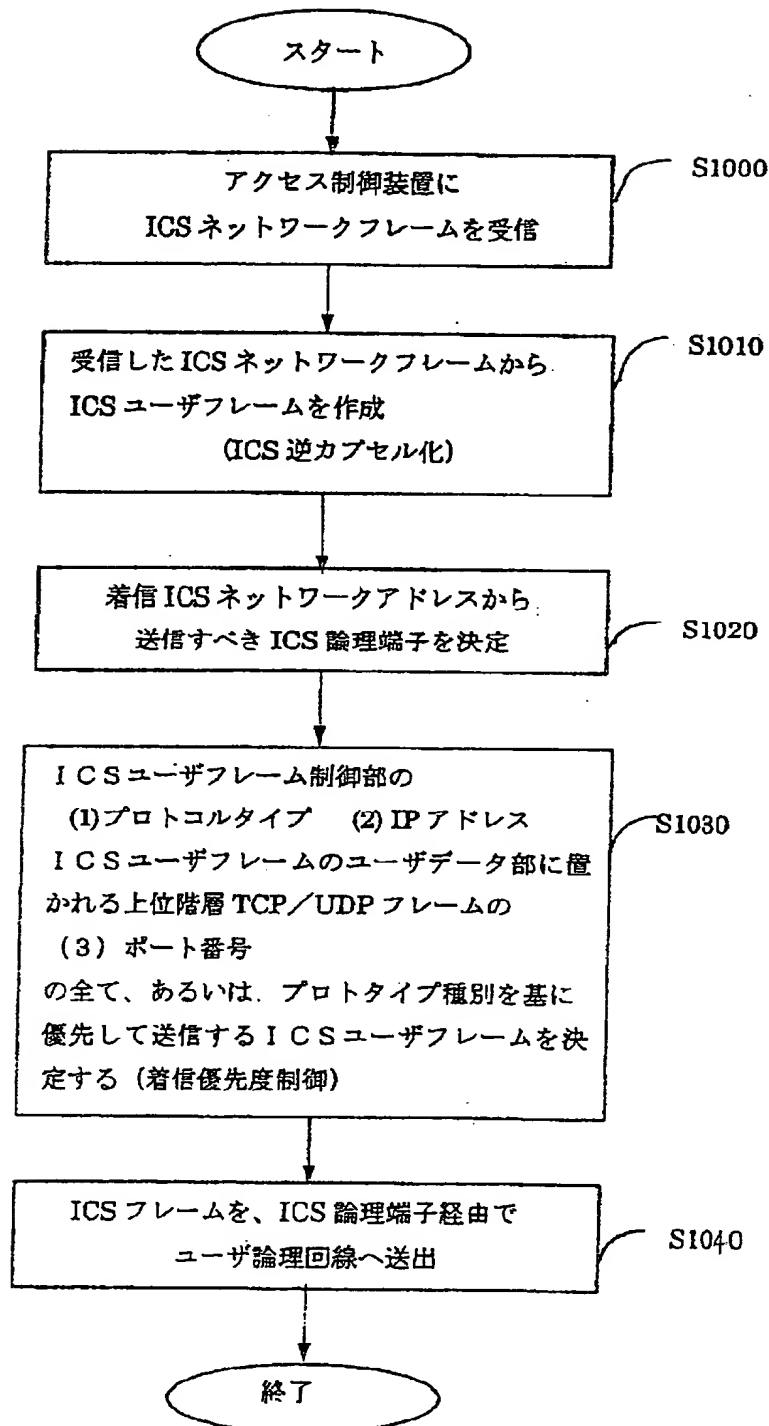 スタート
アクセス制御装置に
ICSネットワークフレームを受信
S1000
受信したICSネットワークフレームから
ICSユーザフレームを作成
(ICS逆カプセル化)
S1010
着信ICSネットワークアドレスから
送信すべきICS論理端子を決定
S1020
ICSユーザフレーム制御部の
(1)プロトコルタイプ (2) IPアドレス
ICSユーザフレームのユーザデータ部に置
かれる上位階層TCP/UDPフレームの
(3)ポート番号
の全て、あるいは.プロトタイプ種別を基に
優先して送信するICSユーザフレームを決
定する(着信優先度制御)
S1030
ICSフレームを、ICS論理端子経由で
ユーザ論理回線へ送出
S1040
終了